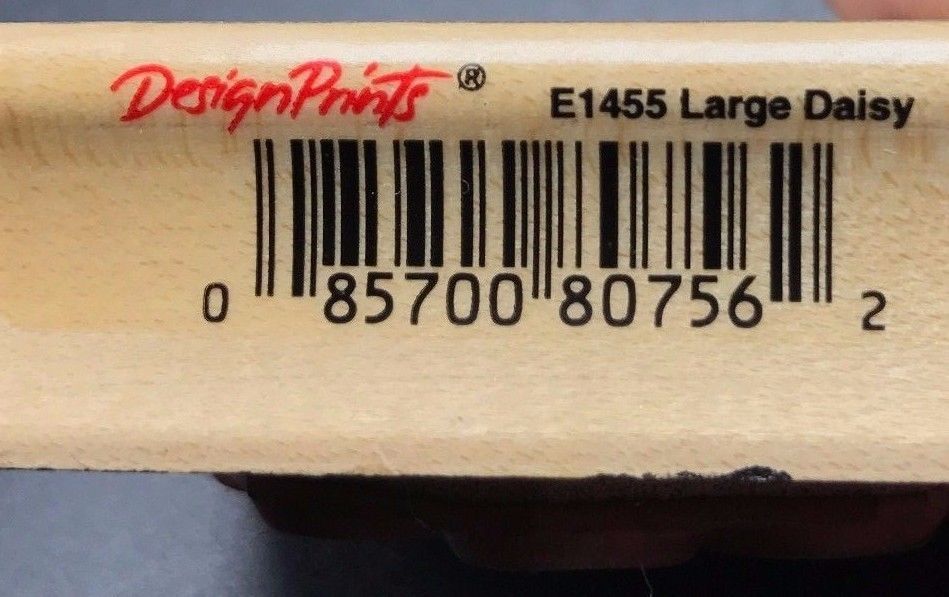 DesignPrints® E1455 Large Daisy
0 85700 80756 2